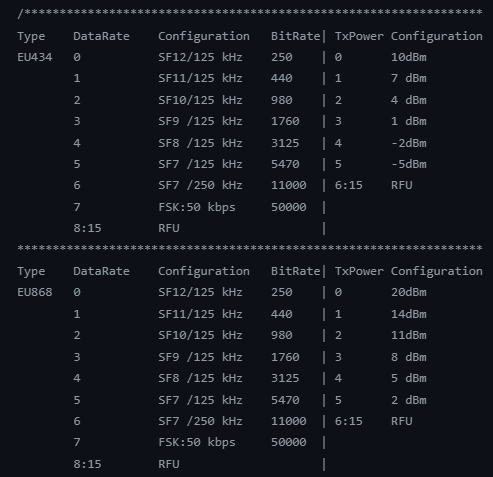 /*****************************************************************
Type    DataRate    Configuration   BitRate| TxPower Configuration
EU434   0           SF12/125 kHz    250    | 0       10dBm
        1           SF11/125 kHz    440    | 1       7 dBm
        2           SF10/125 kHz    980    | 2       4 dBm
        3           SF9 /125 kHz    1760   | 3       1 dBm
        4           SF8 /125 kHz    3125   | 4       -2dBm
        5           SF7 /125 kHz    5470   | 5       -5dBm
        6           SF7 /250 kHz    11000  | 6:15    RFU
        7           FSK:50 kbps     50000  |
        8:15        RFU                    |
******************************************************************
Type    DataRate    Configuration   BitRate| TxPower Configuration
EU868   0           SF12/125 kHz    250    | 0       20dBm
        1           SF11/125 kHz    440    | 1       14dBm
        2           SF10/125 kHz    980    | 2       11dBm
        3           SF9 /125 kHz    1760   | 3       8 dBm
        4           SF8 /125 kHz    3125   | 4       5 dBm
        5           SF7 /125 kHz    5470   | 5       2 dBm
        6           SF7 /250 kHz    11000  | 6:15    RFU
        7           FSK:50 kbps     50000  |
        8:15        RFU                    |